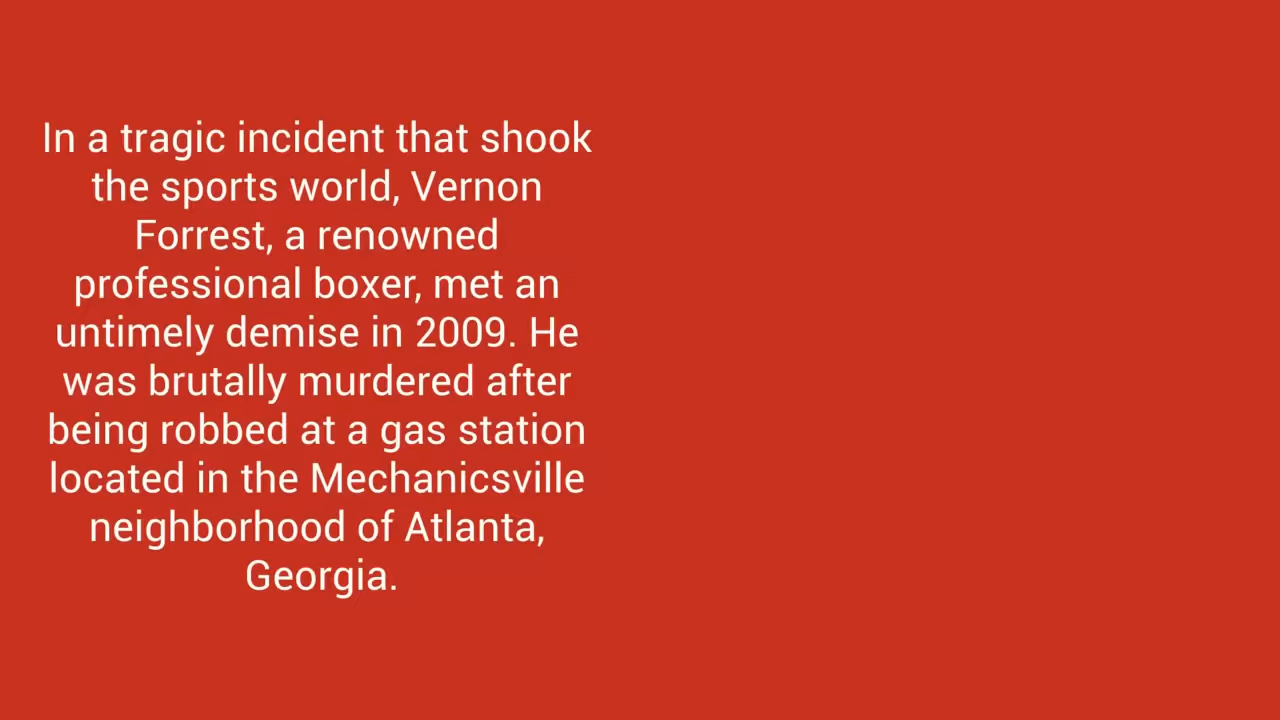 In a tragic incident that shook
the sports world, Vernon
Forrest, a renowned
professional boxer, met an
untimely demise in 2009. He
was brutally murdered after
being robbed at a gas station
located in the Mechanicsville
neighborhood of Atlanta,
Georgia.